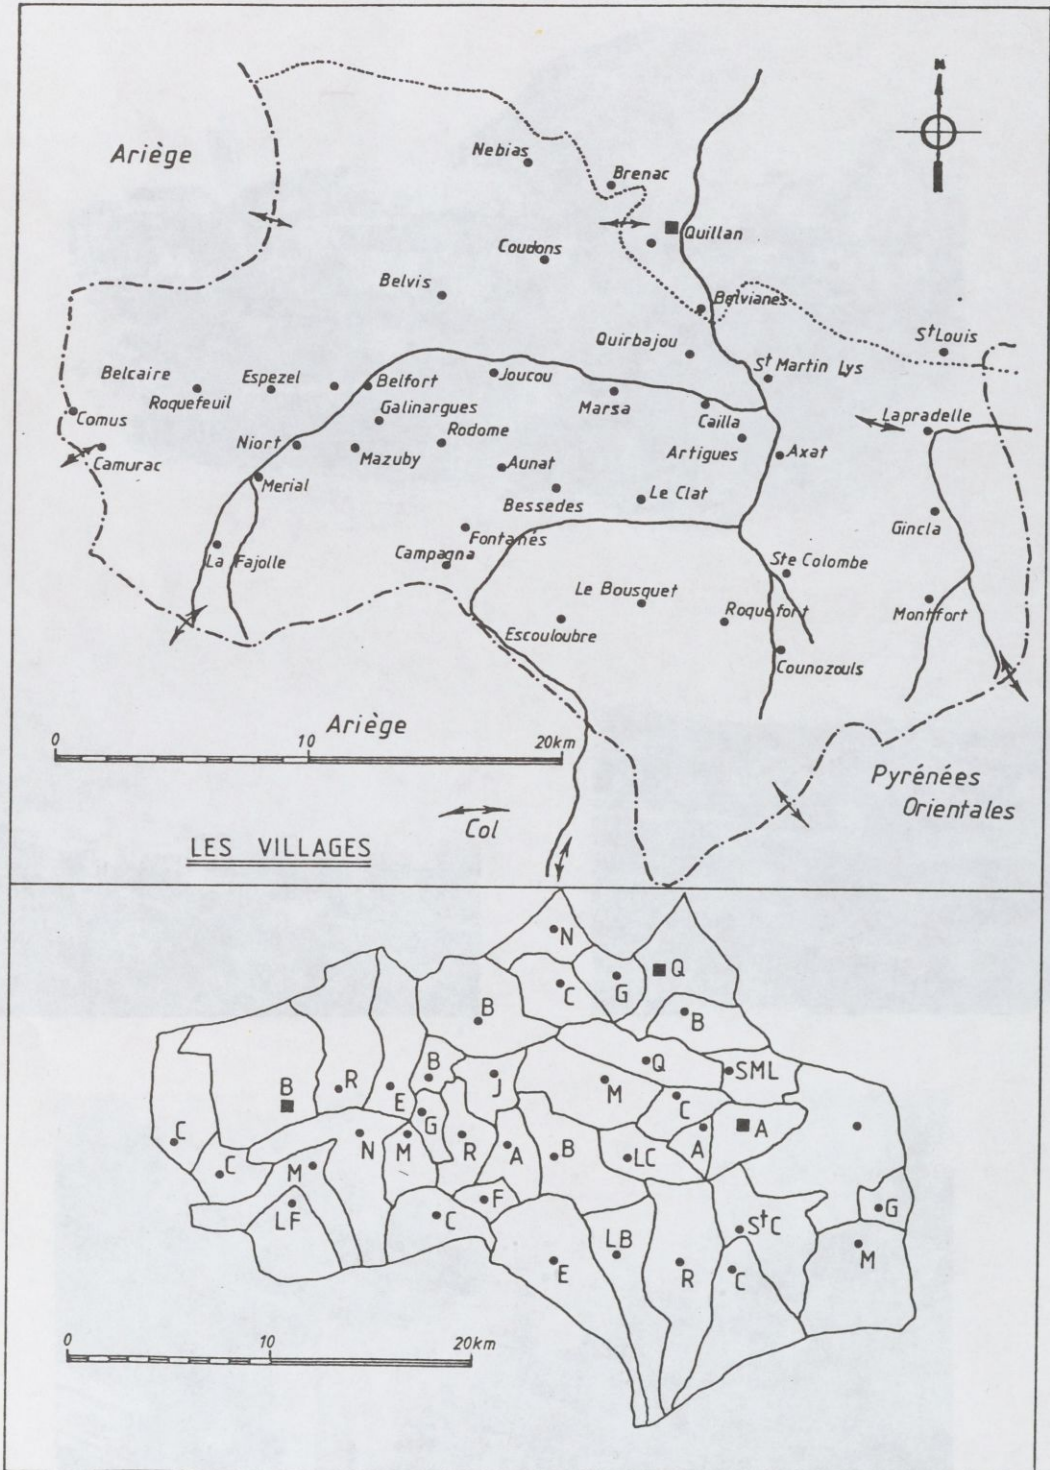 N
Ariège
Nebias
Brenac
Quillan
Coudons
Belvis
Belvianes
Quirbajou
St Louis
St Martin Lys
Belcaire
Espezel
Belfort
Joucou
Roquefeuil
Marsa
Galinargues
Cailla
Lapradelle
Comus
Niort
Rodome
Artigues
Axat
Camurac
Mazuby
Aunat
Merial
Bessedes
Le Clat
Gincla
Fontanés
Campagna
La Fajolle
Ste Colombe
Le Bousquet
Roquefort
Montfort
Escouloubre
Counozouls
Ariège
0 10 20km
Pyrénées
Orientales
Col
LES VILLAGES
N
Q
C G
B
B
Q
B
SML
R
J
B
E
M
C
G
A
C
N
M
R
A
B
LC
A
C
M
F
G
LF
C
StC
LB
M
E
R
C
0 10 20km